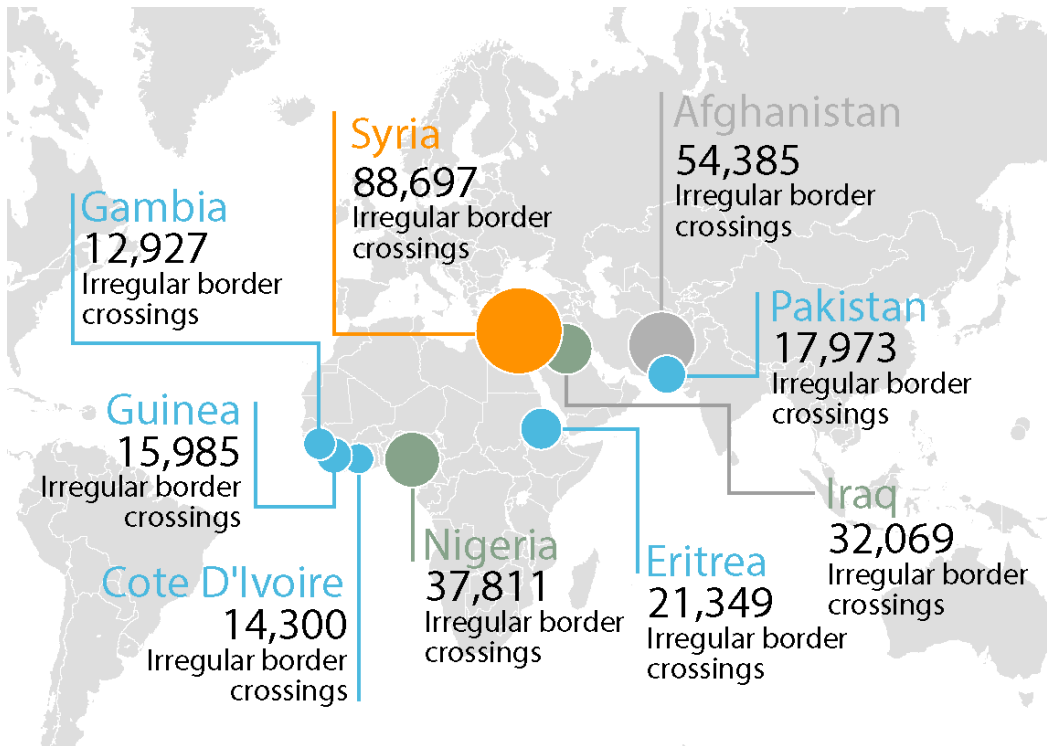 Syria
88,697
Irregular border
crossings
Afghanistan
54,385
Irregular border
crossings
Gambia
12,927
Irregular border
crossings
Pakistan
17,973
Irregular border
crossings
Guinea
15,985
Irregular border
crossings
Iraq
32,069
Irregular border
crossings
Nigeria
37,811
Irregular border
crossings
Eritrea
21,349
Irregular border
crossings
Cote D'Ivoire
14,300
Irregular border
crossings